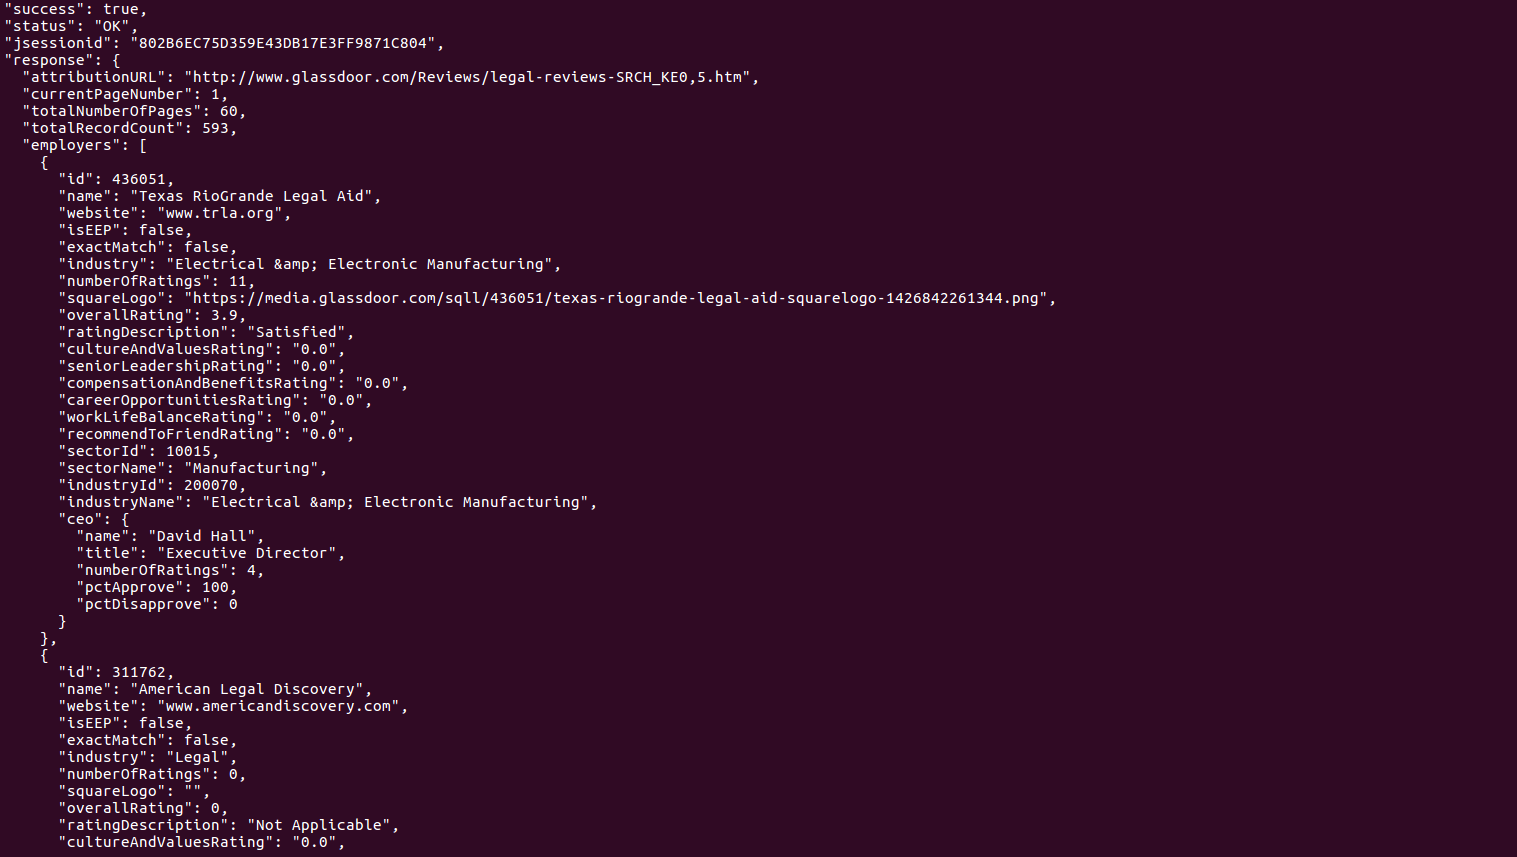 "success": true,
"status": "OK",
"jsessionid": "802B6EC75D359E43DB17E3FF9871C804",
"response": {
"attributionURL": "http://www.glassdoor.com/Reviews/legal-reviews-SRCH_KE0,5.htm",
"currentPageNumber": 1,
"totalNumberOfPages": 60,
"totalRecordCount": 593,
"employers": [
{
"id": 436051,
"name": "Texas RioGrande Legal Aid",
"website": "www.trla.org",
"isEEP": false,
"exactMatch": false,
"industry": "Electrical &amp; Electronic Manufacturing",
"numberOfRatings": 11,
"squareLogo": "https://media.glassdoor.com/sqll/436051/texas-riogrande-legal-aid-squarelogo-1426842261344.png",
"overallRating": 3.9,
"ratingDescription": "Satisfied",
"cultureAndValuesRating": "0.0",
"seniorLeadershipRating": "0.0",
"compensationAndBenefitsRating": "0.0",
"careerOpportunitiesRating": "0.0",
"workLifeBalanceRating": "0.0",
"recommendToFriendRating": "0.0",
"sectorId": 10015,
"sectorName": "Manufacturing",
"industryId": 200070,
"industryName": "Electrical &amp; Electronic Manufacturing",
"ceo": {
"name": "David Hall",
"title": "Executive Director",
"numberOfRatings": 4,
"pctApprove": 100,
"pctDisapprove": 0
}
},
{
"id": 311762,
"name": "American Legal Discovery",
"website": "www.americandiscovery.com",
"isEEP": false,
"exactMatch": false,
"industry": "Legal",
"numberOfRatings": 0,
"squareLogo": "",
"overallRating": 0,
"ratingDescription": "Not Applicable",
"cultureAndValuesRating": "0.0",